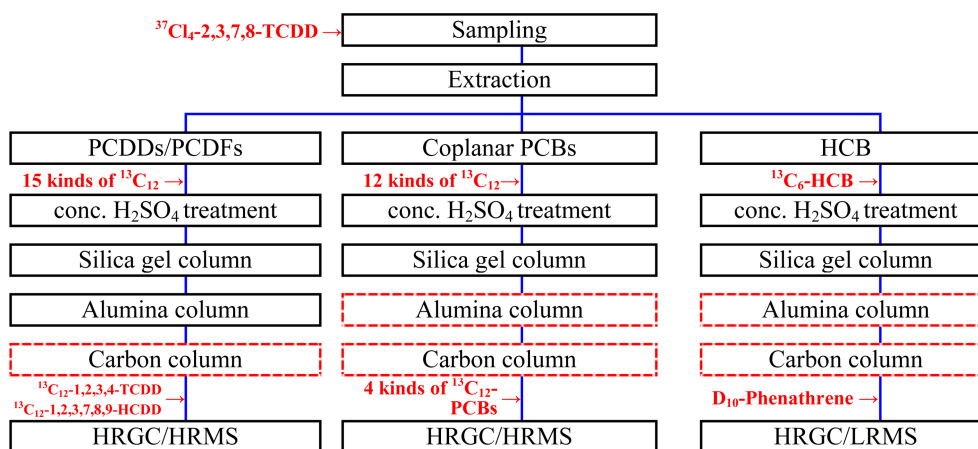 ³⁷Cl₄-2,3,7,8-TCDD →
Sampling
Extraction
PCDDs/PCDFs
15 kinds of ¹³C₁₂ →
conc. H₂SO₄ treatment
Silica gel column
Alumina column
Carbon column
¹³C₁₂-1,2,3,4-TCDD
¹³C₁₂-1,2,3,7,8,9-HCDD →
HRGC/HRMS
Coplanar PCBs
12 kinds of ¹³C₁₂ →
conc. H₂SO₄ treatment
Silica gel column
Alumina column
Carbon column
4 kinds of ¹³C₁₂-
PCBs →
HRGC/HRMS
HCB
¹³C₆-HCB →
conc. H₂SO₄ treatment
Silica gel column
Alumina column
Carbon column
D₁₀-Phenathrene →
HRGC/LRMS